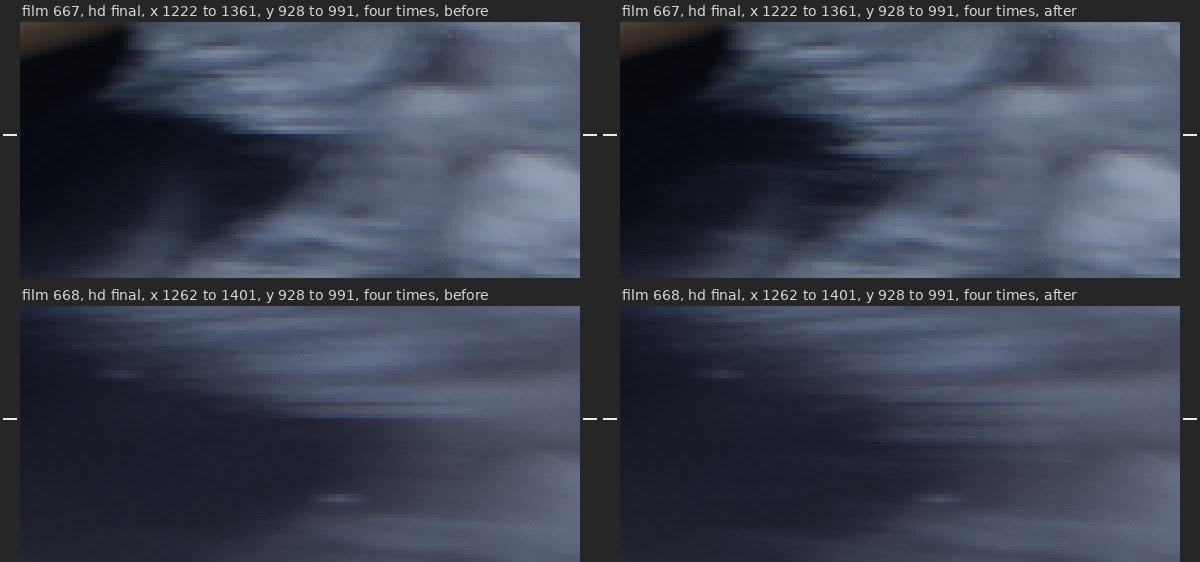 film 667, hd final, x 1222 to 1361, y 928 to 991, four times, before
film 667, hd final, x 1222 to 1361, y 928 to 991, four times, after
film 668, hd final, x 1262 to 1401, y 928 to 991, four times, before
film 668, hd final, x 1262 to 1401, y 928 to 991, four times, after